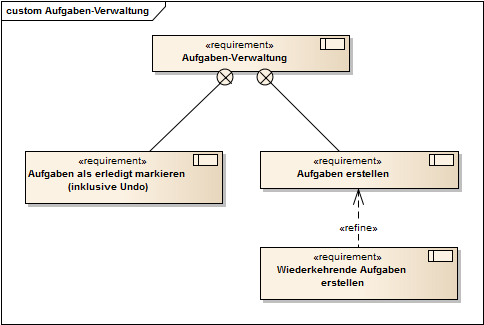 custom Aufgaben-Verwaltung
«requirement»
Aufgaben-Verwaltung
«requirement»
Aufgaben als erledigt markieren
(inklusive Undo)
«requirement»
Aufgaben erstellen
«refine»
«requirement»
Wiederkehrende Aufgaben
erstellen